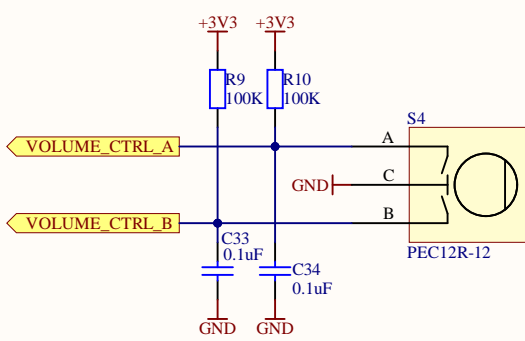 +3V3 +3V3
R9 R10
100K 100K
S4
VOLUME_CTRL_A A
GND C
VOLUME_CTRL_B B
C33 PEC12R-12
0.1uF
C34
0.1uF
GND GND